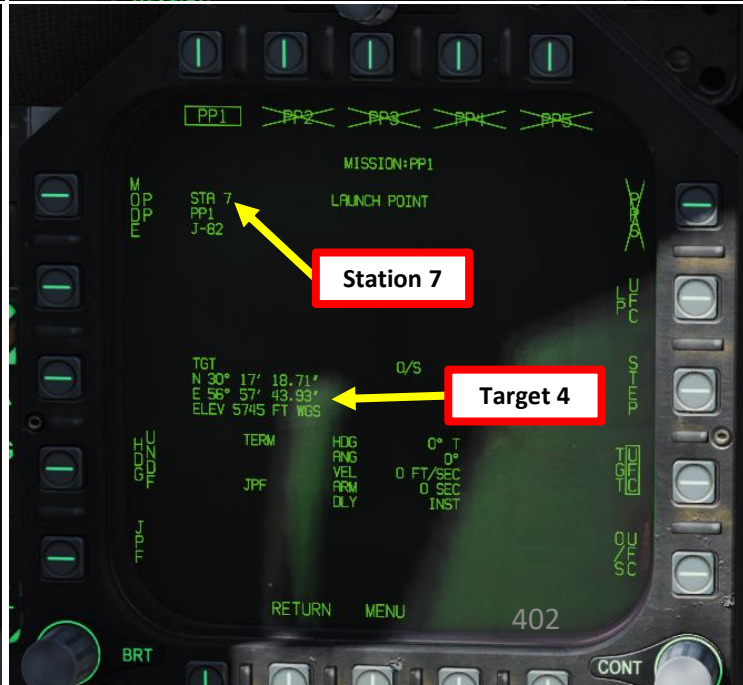 PP1 PP2 PP3 PP4 PP5
MISSION:PP1
MODE PP
STA 7
LAUNCH POINT
PP1
J-82
Station 7
LP UFC
STEP
TGT
O/S
N 30° 17' 18.71"
E 56° 57' 43.93"
ELEV 5745 FT WGS
Target 4
HDG UNDF
TERM
HDG 0° T
ANG 0°
VEL 0 FT/SEC
JPF
ARM 0 SEC
DLY INST
TGT UFC
JPF
O/S UFC
RETURN MENU
402
BRT
CONT